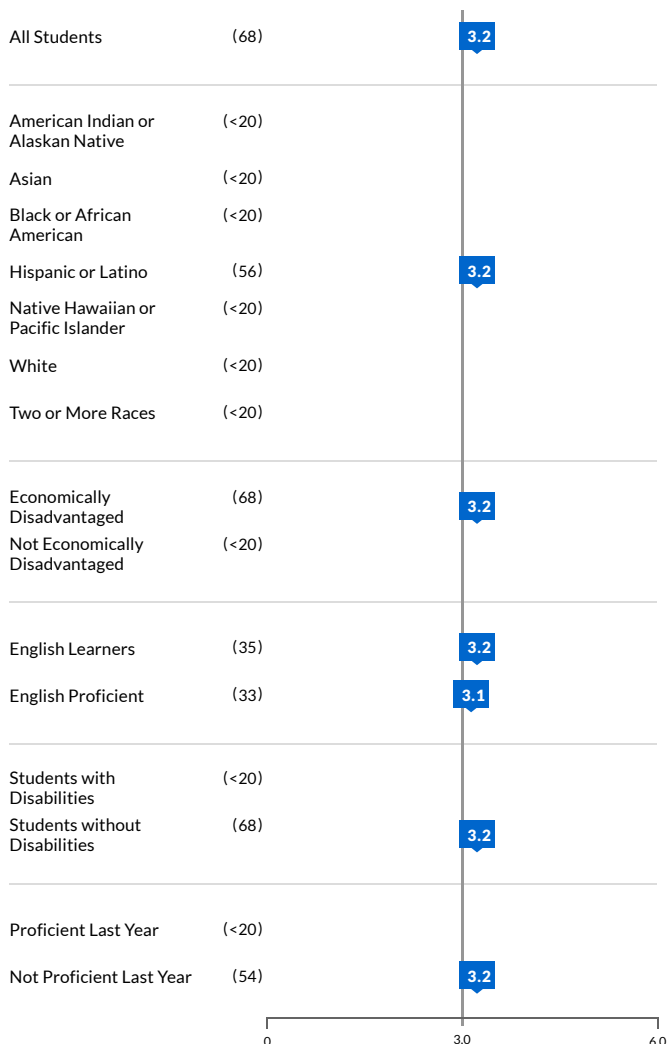 All Students (68) 3.2
American Indian or (<20)
Alaskan Native
Asian (<20)
Black or African (<20)
American
Hispanic or Latino (56) 3.2
Native Hawaiian or (<20)
Pacific Islander
White (<20)
Two or More Races (<20)
Economically (68) 3.2
Disadvantaged
Not Economically (<20)
Disadvantaged
English Learners (35) 3.2
English Proficient (33) 3.1
Students with (<20)
Disabilities
Students without (68) 3.2
Disabilities
Proficient Last Year (<20)
Not Proficient Last Year (54) 3.2
0 3.0 6.0